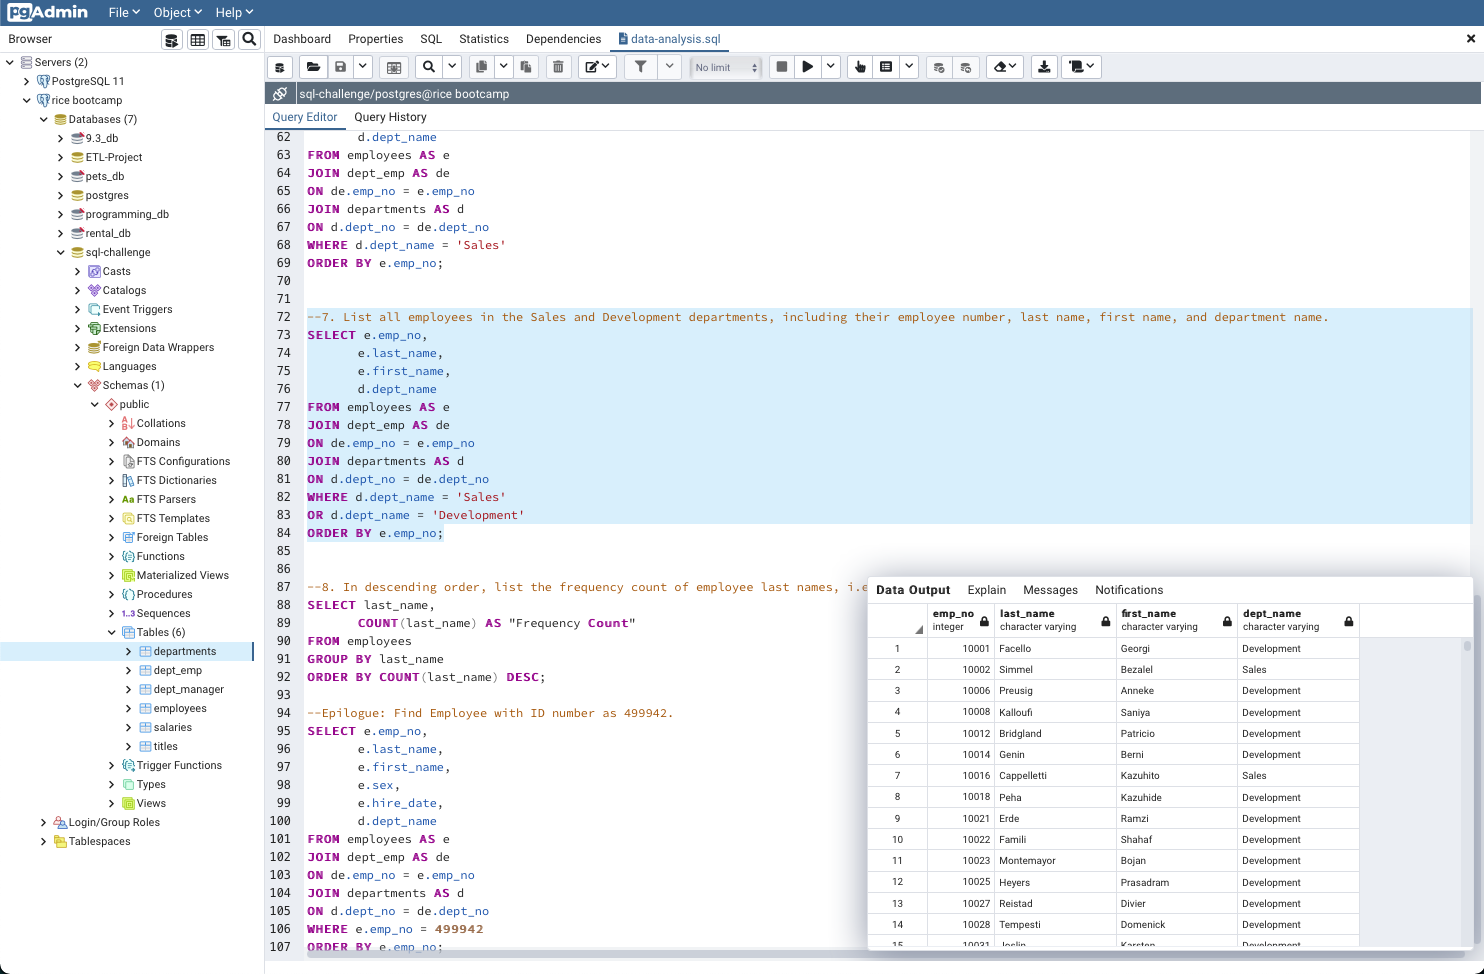 pgAdmin File Object Help
Browser
Dashboard Properties SQL Statistics Dependencies data-analysis.sql
No limit
sql-challenge/postgres@rice bootcamp
Query Editor Query History
Servers (2)
PostgreSQL 11
rice bootcamp
Databases (7)
9.3_db
ETL-Project
pets_db
postgres
programming_db
rental_db
sql-challenge
Casts
Catalogs
Event Triggers
Extensions
Foreign Data Wrappers
Languages
Schemas (1)
public
Collations
Domains
FTS Configurations
FTS Dictionaries
Aa FTS Parsers
FTS Templates
Foreign Tables
Functions
Materialized Views
Procedures
1..3 Sequences
Tables (6)
departments
dept_emp
dept_manager
employees
salaries
titles
Trigger Functions
Types
Views
Login/Group Roles
Tablespaces
62 d.dept_name
63 FROM employees AS e
64 JOIN dept_emp AS de
65 ON de.emp_no = e.emp_no
66 JOIN departments AS d
67 ON d.dept_no = de.dept_no
68 WHERE d.dept_name = 'Sales'
69 ORDER BY e.emp_no;
70
71
72 --7. List all employees in the Sales and Development departments, including their employee number, last name, first name, and department name.
73 SELECT e.emp_no,
74 e.last_name,
75 e.first_name,
76 d.dept_name
77 FROM employees AS e
78 JOIN dept_emp AS de
79 ON de.emp_no = e.emp_no
80 JOIN departments AS d
81 ON d.dept_no = de.dept_no
82 WHERE d.dept_name = 'Sales'
83 OR d.dept_name = 'Development'
84 ORDER BY e.emp_no;
85
86
87 --8. In descending order, list the frequency count of employee last names, i.e
88 SELECT last_name,
89 COUNT(last_name) AS "Frequency Count"
90 FROM employees
91 GROUP BY last_name
92 ORDER BY COUNT(last_name) DESC;
93
94 --Epilogue: Find Employee with ID number as 499942.
95 SELECT e.emp_no,
96 e.last_name,
97 e.first_name,
98 e.sex,
99 e.hire_date,
100 d.dept_name
101 FROM employees AS e
102 JOIN dept_emp AS de
103 ON de.emp_no = e.emp_no
104 JOIN departments AS d
105 ON d.dept_no = de.dept_no
106 WHERE e.emp_no = 499942
107 ORDER BY e.emp_no;
Data Output Explain Messages Notifications
emp_no last_name first_name dept_name
integer character varying character varying character varying
1 10001 Facello Georgi Development
2 10002 Simmel Bezalel Sales
3 10006 Preusig Anneke Development
4 10008 Kalloufi Saniya Development
5 10012 Bridgland Patricio Development
6 10014 Genin Berni Development
7 10016 Cappelletti Kazuhito Sales
8 10018 Peha Kazuhide Development
9 10021 Erde Ramzi Development
10 10022 Famili Shahaf Development
11 10023 Montemayor Bojan Development
12 10025 Heyers Prasadram Development
13 10027 Reistad Divier Development
14 10028 Tempesti Domenick Development
15 10031 Joslin Karsten Development